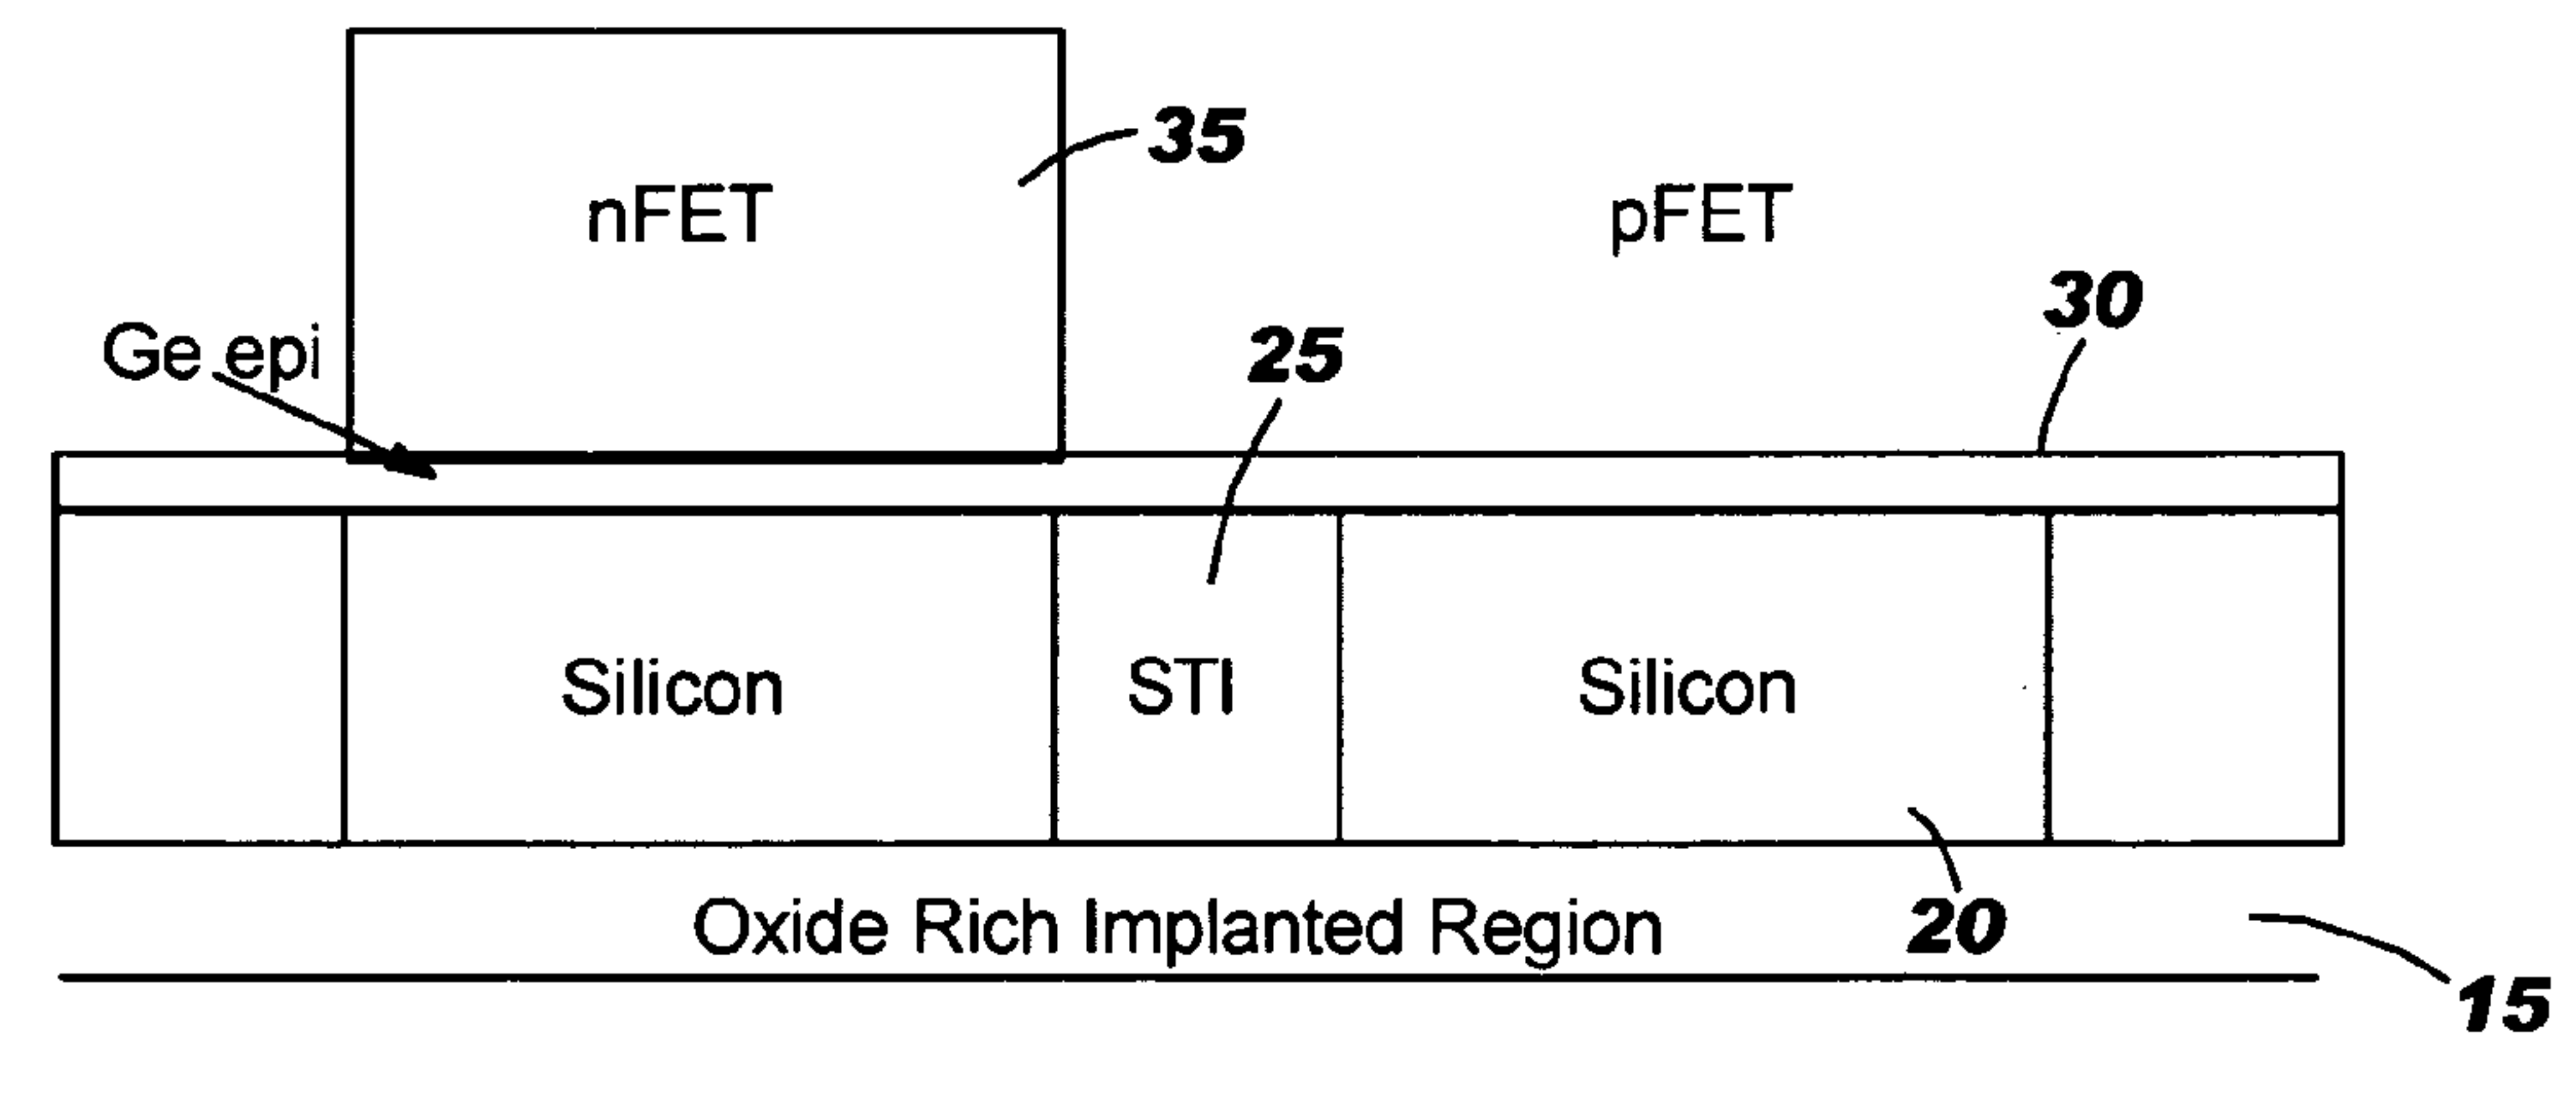 35
nFET
pFET
30
25
Ge epi
Silicon
STI
Silicon
Oxide Rich Implanted Region
20
15